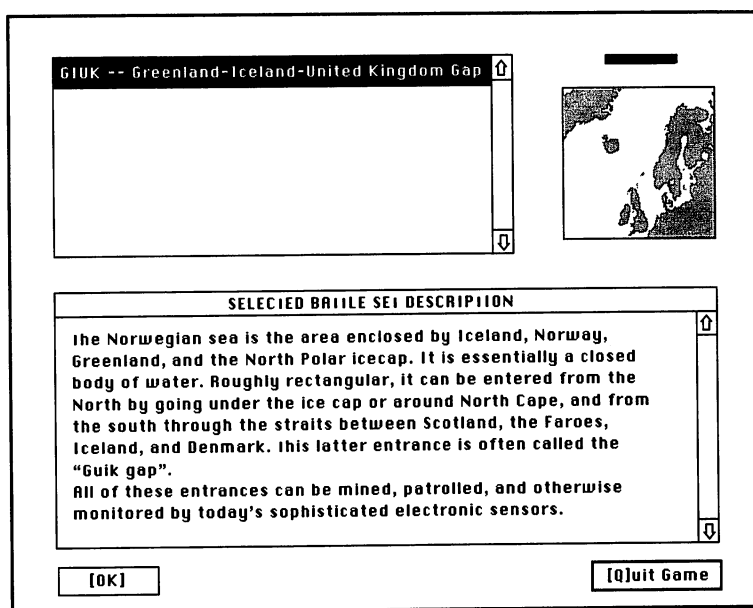 GIUK -- Greenland-Iceland-United Kingdom Gap
SELECTED BATTLE SET DESCRIPTION
The Norwegian sea is the area enclosed by Iceland, Norway,
Greenland, and the North Polar icecap. It is essentially a closed
body of water. Roughly rectangular, it can be entered from the
North by going under the ice cap or around North Cape, and from
the south through the straits between Scotland, the Faroes,
Iceland, and Denmark. This latter entrance is often called the
“Guik gap”.
All of these entrances can be mined, patrolled, and otherwise
monitored by today's sophisticated electronic sensors.
[OK]
[Q]uit Game